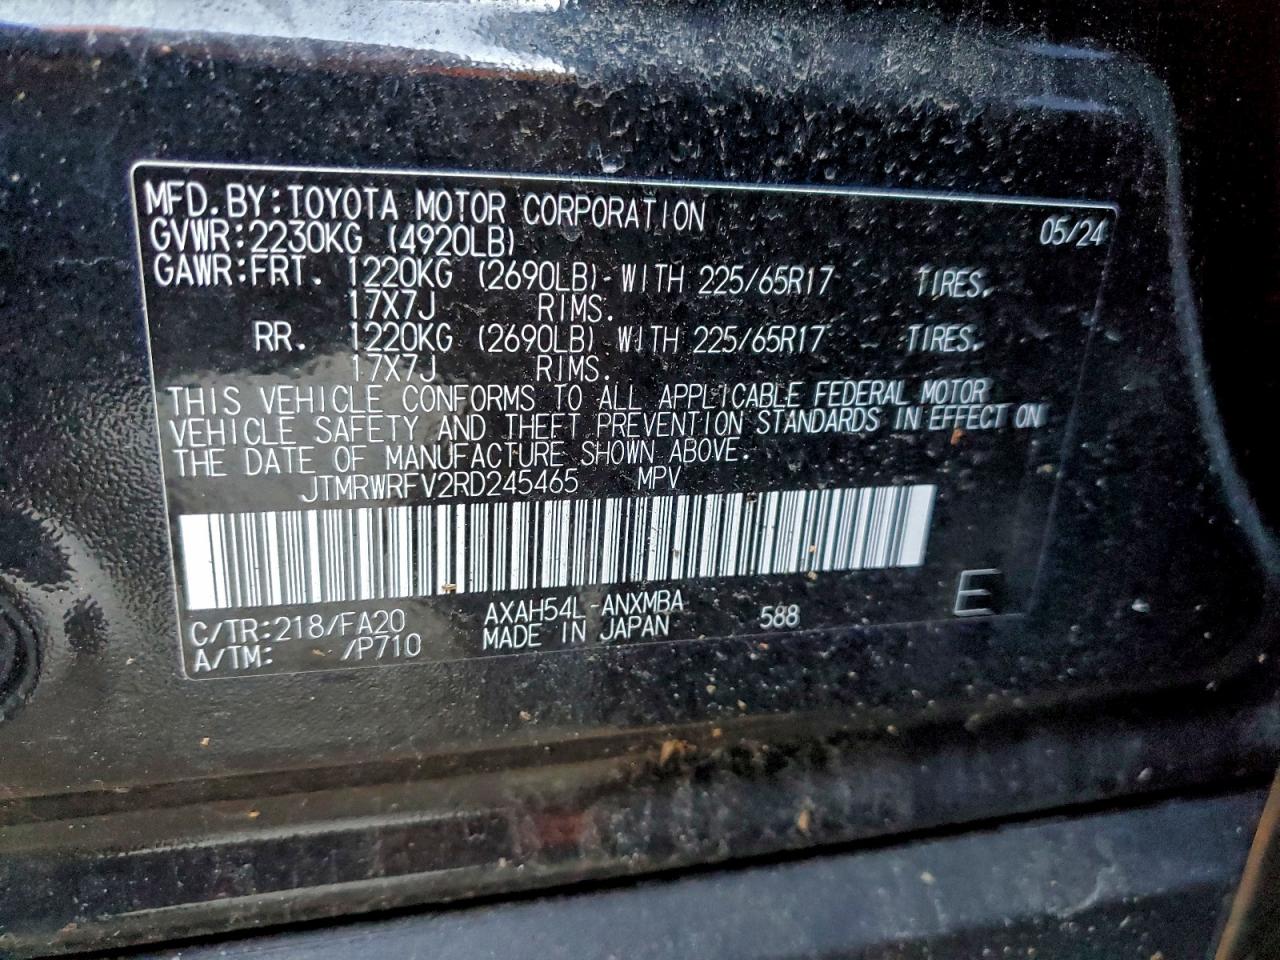 MFD.BY:TOYOTA MOTOR CORPORATION 05/24
GVWR:2230KG (4920LB)
GAWR:FRT. 1220KG (2690LB) WITH 225/65R17 TIRES.
17X7J RIMS.
RR. 1220KG (2690LB) WITH 225/65R17 TIRES.
17X7J RIMS.
THIS VEHICLE CONFORMS TO ALL APPLICABLE FEDERAL MOTOR
VEHICLE SAFETY AND THEFT PREVENTION STANDARDS IN EFFECT ON
THE DATE OF MANUFACTURE SHOWN ABOVE.
JTMRWRFV2RD245465 MPV
C/TR:218/FA20 AXAH54L-ANXMBA 588 E
A/TM: /P710 MADE IN JAPAN